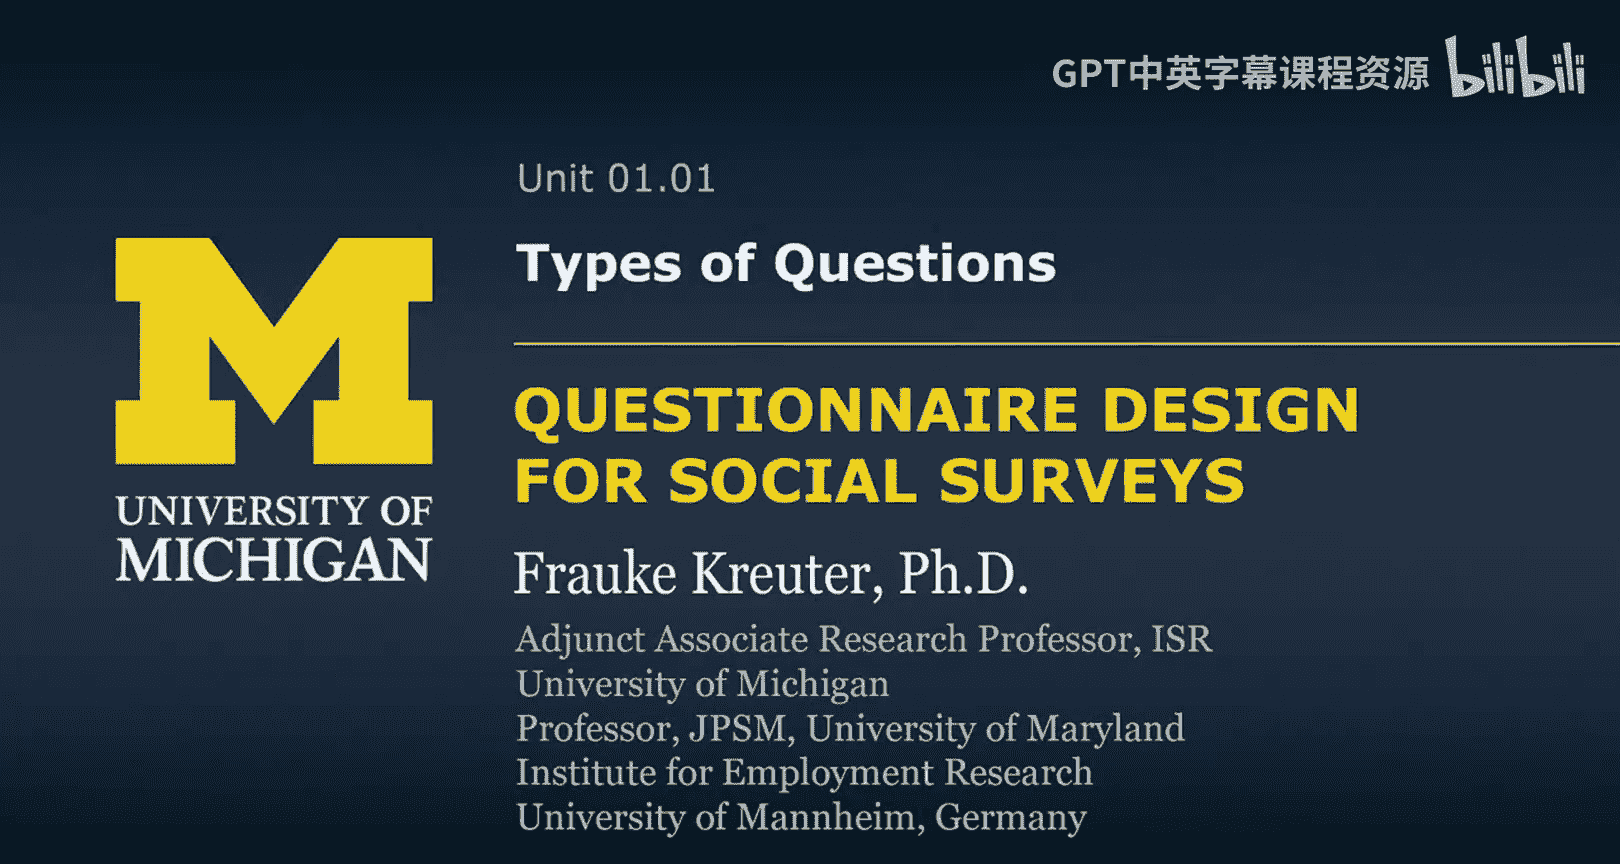 GPT中英字幕课程资源 bilibili
Unit 01.01
Types of Questions
QUESTIONNAIRE DESIGN
FOR SOCIAL SURVEYS
UNIVERSITY OF
MICHIGAN
Frauke Kreuter, Ph.D.
Adjunct Associate Research Professor, ISR
University of Michigan
Professor, JPSM, University of Maryland
Institute for Employment Research
University of Mannheim, Germany